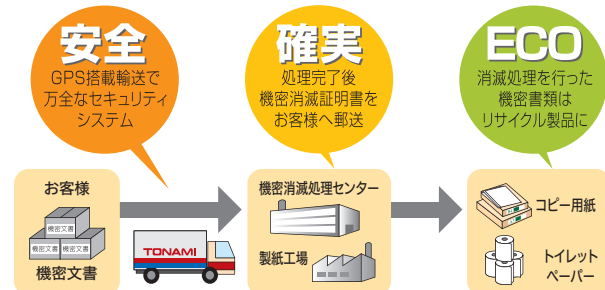 安全
GPS搭載輸送で
万全なセキュリティ
システム
確実
処理完了後
機密消滅証明書を
お客様へ郵送
ECO
消滅処理を行った
機密書類は
リサイクル製品に
お客様
機密文書
機密文書 機密文書
機密文書
TONAMI
機密消滅処理センター
製紙工場
コピー用紙
トイレット
ペーパー